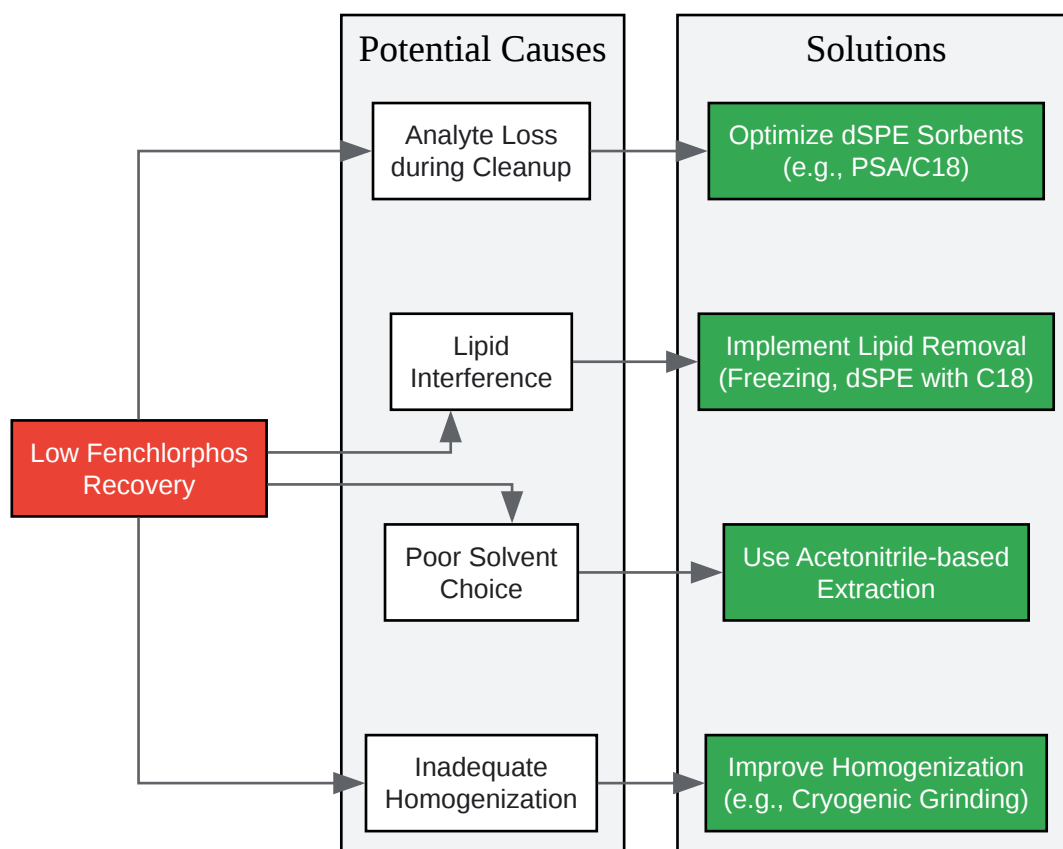 Potential Causes
Solutions
Analyte Loss
during Cleanup
Optimize dSPE Sorbents
(e.g., PSA/C18)
Lipid
Interference
Implement Lipid Removal
(Freezing, dSPE with C18)
Low Fenchlorphos
Recovery
Poor Solvent
Choice
Use Acetonitrile-based
Extraction
Inadequate
Homogenization
Improve Homogenization
(e.g., Cryogenic Grinding)